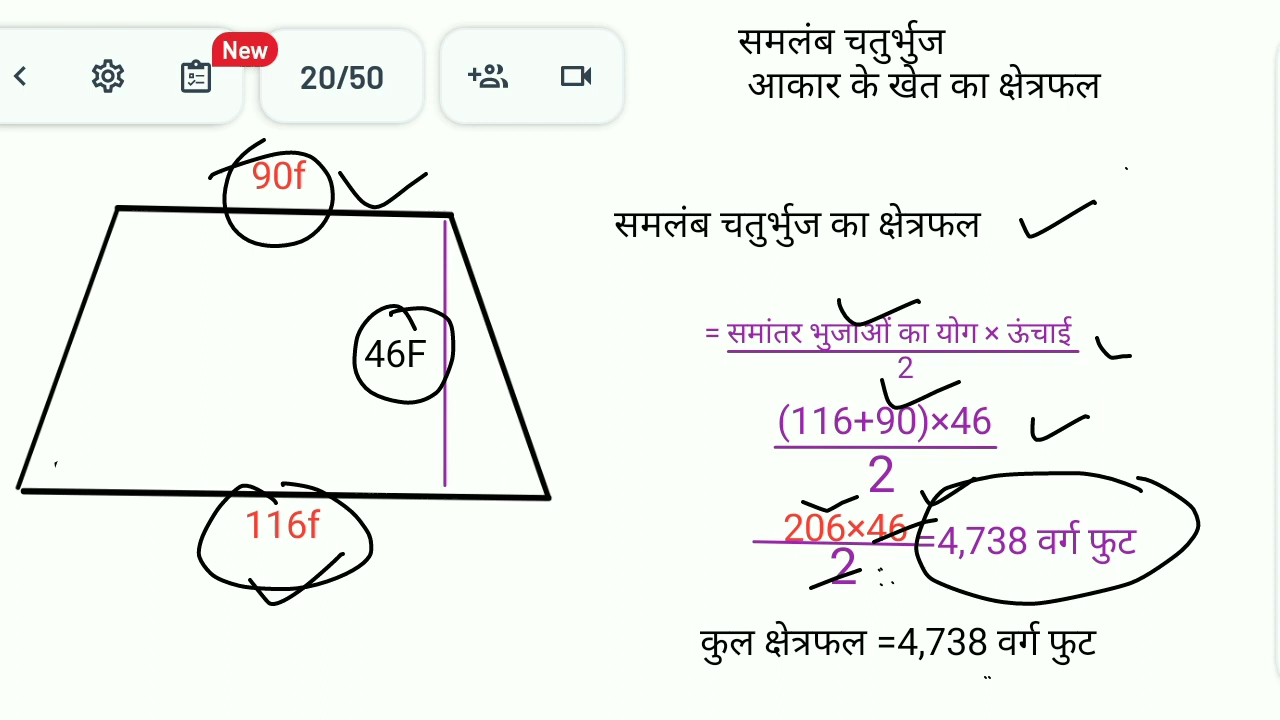 New
20/50
समलंब चतुर्भुज
आकार के खेत का क्षेत्रफल
90f
समलंब चतुर्भुज का क्षेत्रफल
= समांतर भुजाओं का योग × ऊंचाई
2
46F
(116+90)×46
2
116f
206×46
2
=4,738 वर्ग फुट
कुल क्षेत्रफल =4,738 वर्ग फुट